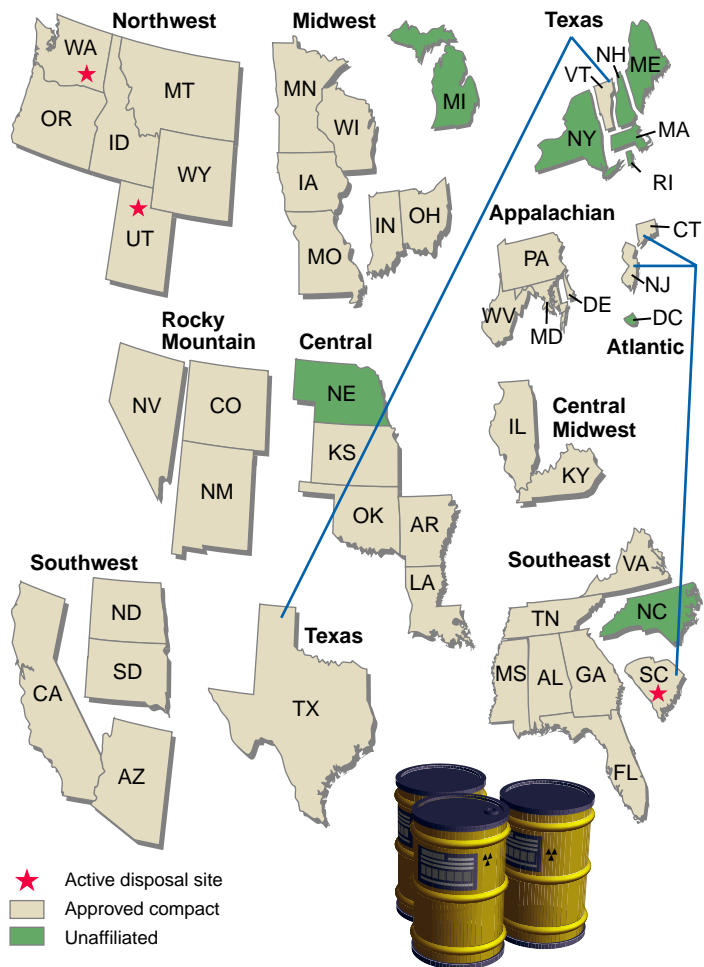 Northwest
WA
MT
OR
ID
WY
UT
Midwest
MN
MI
WI
IA
IN
OH
MO
Texas
NH
ME
VT
NY
MA
RI
Appalachian
PA
WV
MD
DE
CT
NJ
DC
Atlantic
Rocky
Mountain
NV
CO
NM
Central
NE
KS
OK
AR
LA
Central
Midwest
IL
KY
Southwest
ND
SD
CA
AZ
Texas
TX
Southeast
VA
TN
NC
MS
AL
GA
SC
FL
Active disposal site
Approved compact
Unaffiliated